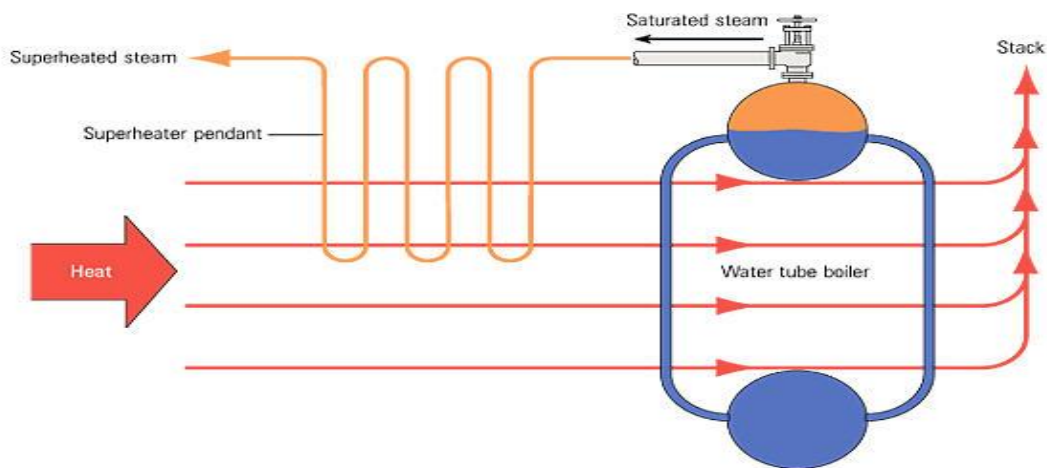 Saturated steam
Stack
Superheated steam
Superheater pendant
Heat
Water tube boiler